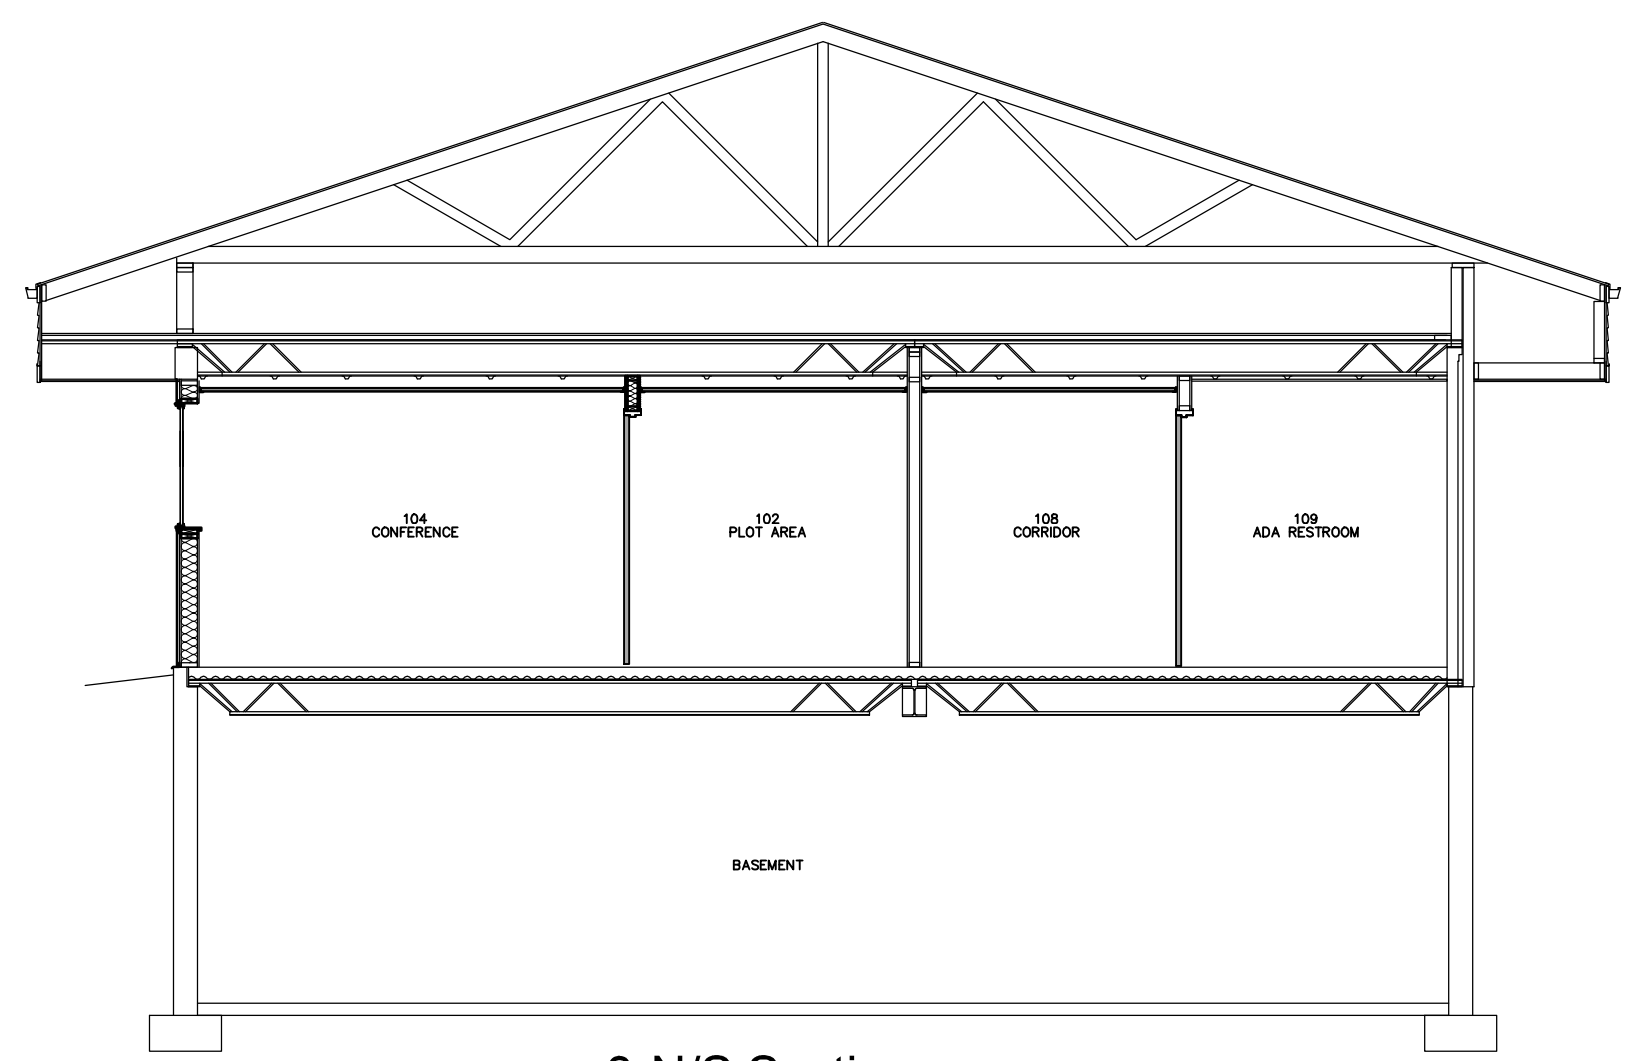 104
CONFERENCE
102
PLOT AREA
108
CORRIDOR
109
ADA RESTROOM
BASEMENT